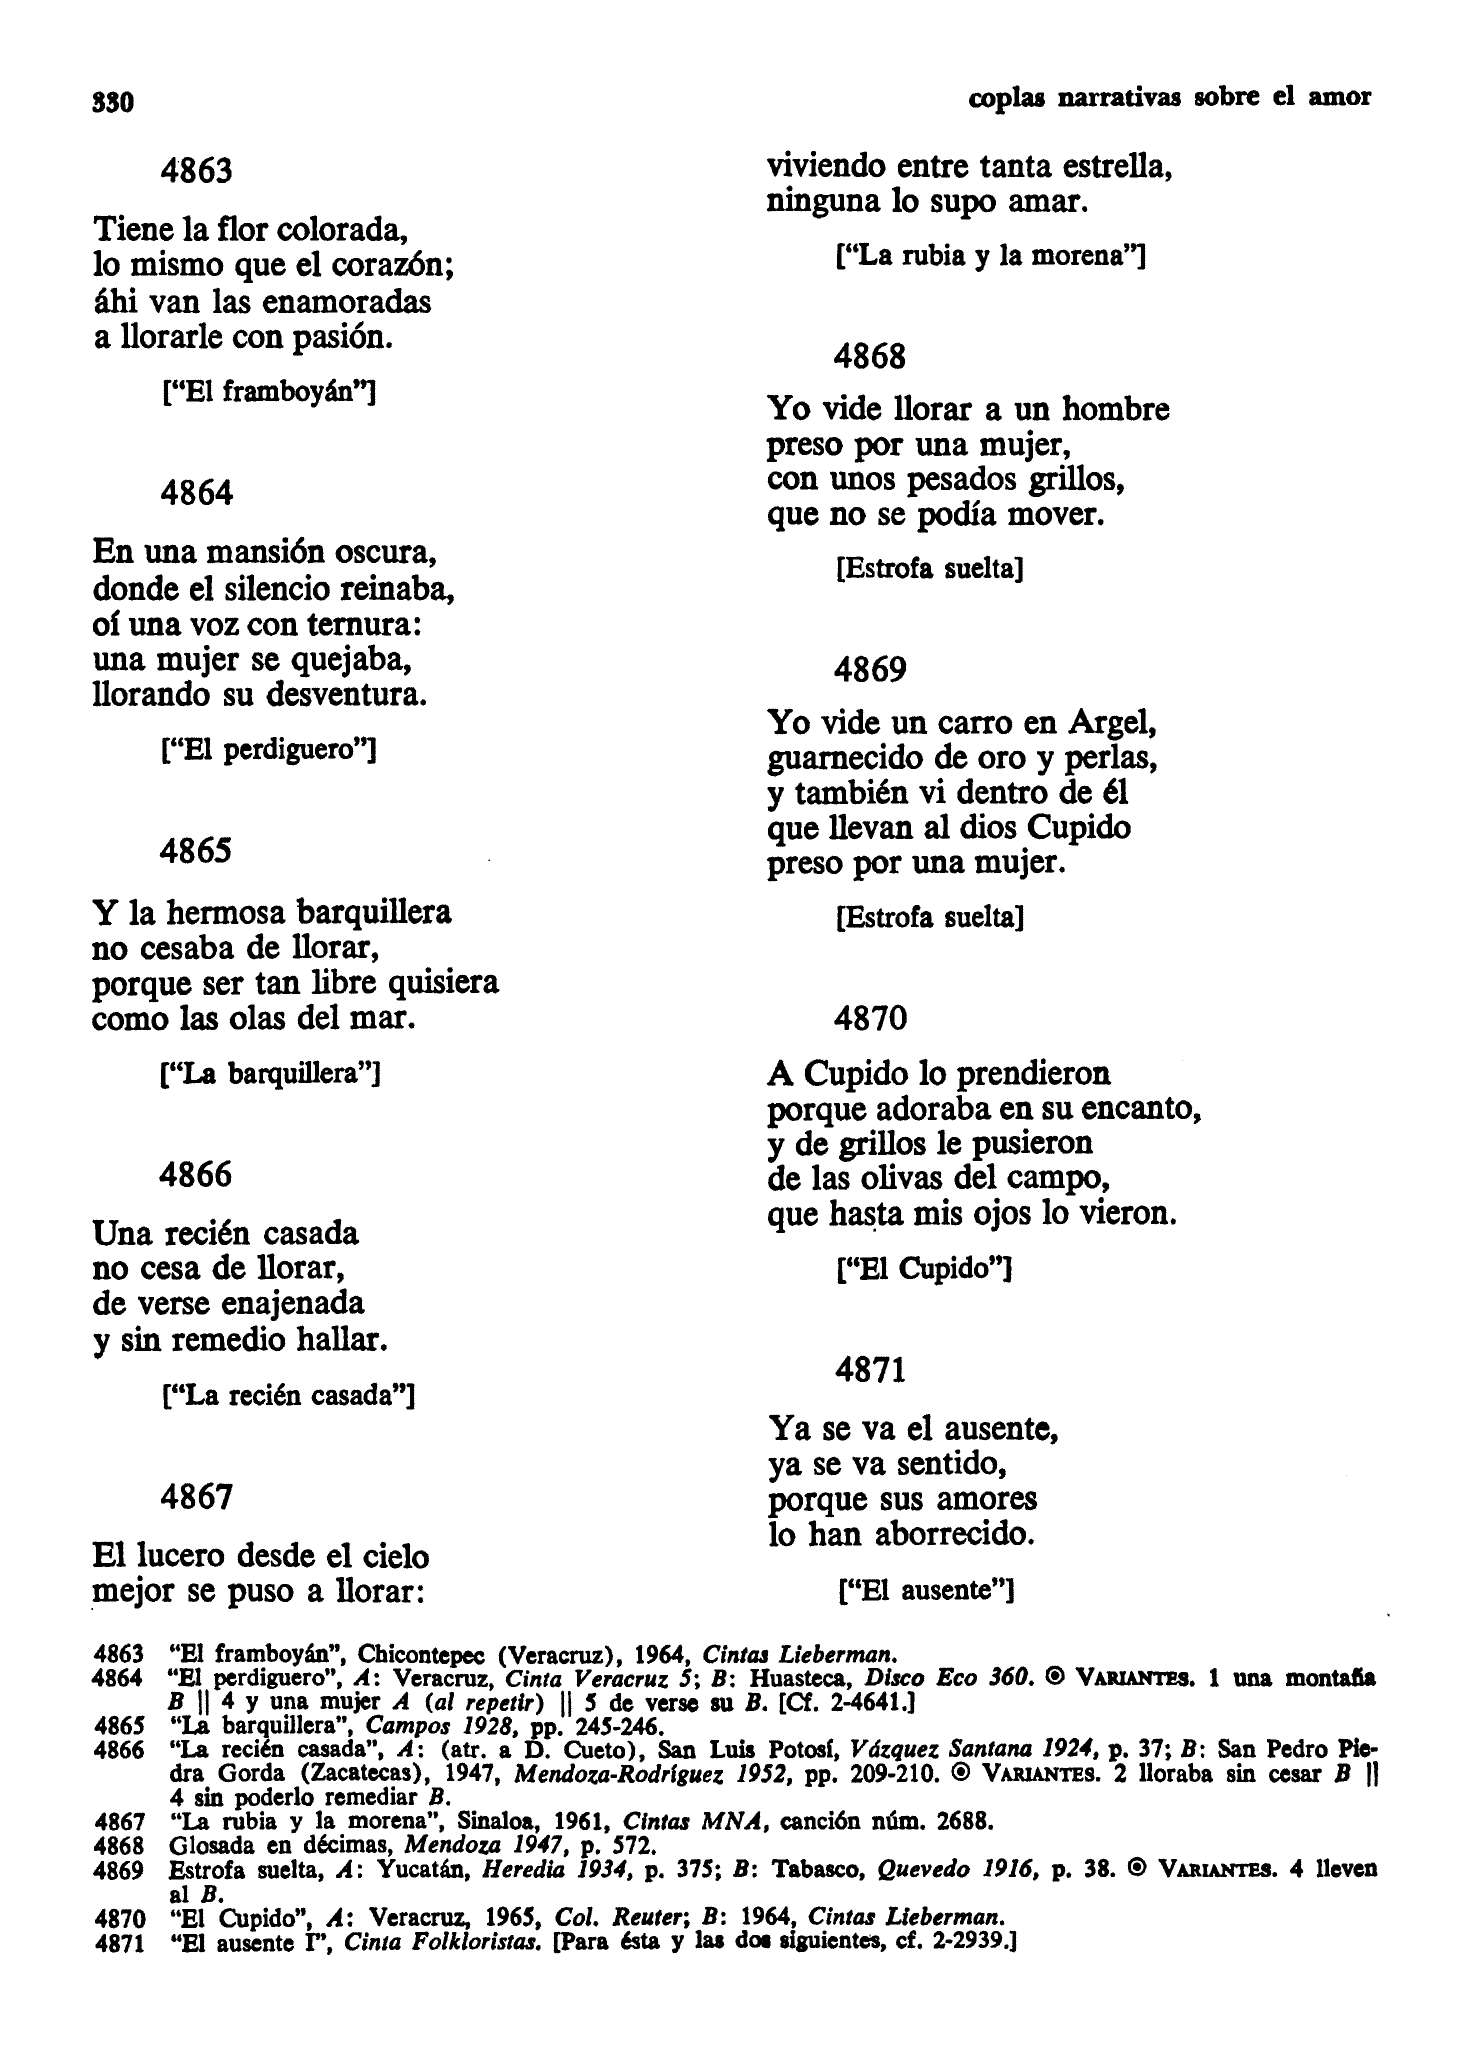 330
coplas narrativas sobre el amor
4863
Tiene la flor colorada,
lo mismo que el corazón;
áhi van las enamoradas
a llorarle con pasión.
[“El framboyán”]
4864
En una mansión oscura,
donde el silencio reinaba,
oí una voz con ternura:
una mujer se quejaba,
llorando su desventura.
[“El perdiguero”]
4865
Y la hermosa barquillera
no cesaba de llorar,
porque ser tan libre quisiera
como las olas del mar.
[“La barquillera”]
4866
Una recién casada
no cesa de llorar,
de verse enajenada
y sin remedio hallar.
[“La recién casada”]
4867
El lucero desde el cielo
mejor se puso a llorar:
viviendo entre tanta estrella,
ninguna lo supo amar.
[“La rubia y la morena”]
4868
Yo vide llorar a un hombre
preso por una mujer,
con unos pesados grillos,
que no se podía mover.
[Estrofa suelta]
4869
Yo vide un carro en Argel,
guarnecido de oro y perlas,
y también vi dentro de él
que llevan al dios Cupido
preso por una mujer.
[Estrofa suelta]
4870
A Cupido lo prendieron
porque adoraba en su encanto,
y de grillos le pusieron
de las olivas del campo,
que hasta mis ojos lo vieron.
[“El Cupido”]
4871
Ya se va el ausente,
ya se va sentido,
porque sus amores
lo han aborrecido.
[“El ausente”]
4863 “El framboyán”, Chicontepec (Veracruz), 1964, Cintas Lieberman.
4864 “El perdiguero”, A: Veracruz, Cinta Veracruz 5; B: Huasteca, Disco Eco 360. ® VARIANTES. 1 una montaña
B || 4 y una mujer A (al repetir) || 5 de verse su B. [Cf. 2-4641.]
4865 “La barquillera”, Campos 1928, pp. 245-246.
4866 “La recién casada”, A: (atr. a D. Cueto), San Luis Potosí, Vázquez Santana 1924, p. 37; B: San Pedro Pie-
dra Gorda (Zacatecas), 1947, Mendoza-Rodríguez 1952, pp. 209-210. ® VARIANTES. 2 lloraba sin cesar B ||
4 sin poderlo remediar B.
4867 “La rubia y la morena”, Sinaloa, 1961, Cintas MNA, canción núm. 2688.
4868 Glosada en décimas, Mendoza 1947, p. 572.
4869 Estrofa suelta, A: Yucatán, Heredia 1934, p. 375; B: Tabasco, Quevedo 1916, p. 38. ® VARIANTES. 4 lleven
al B.
4870 “El Cupido”, A: Veracruz, 1965, Col. Reuter; B: 1964, Cintas Lieberman.
4871 “El ausente I”, Cinta Folkloristas. [Para ésta y las dos siguientes, cf. 2-2939.]